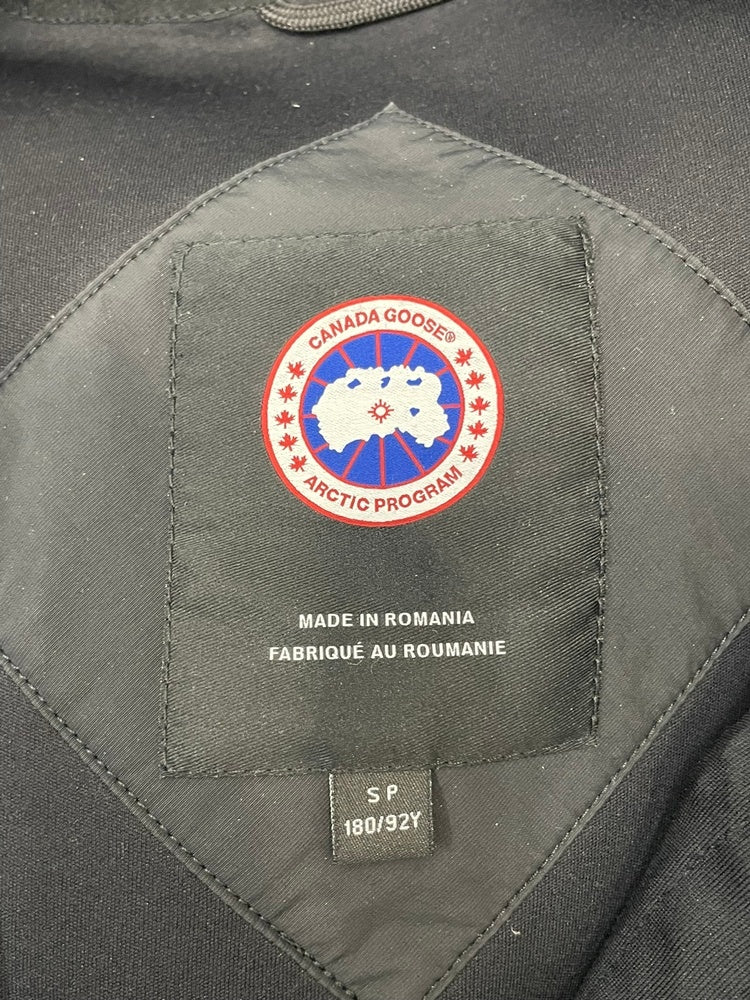 CANADA GOOSE®
ARCTIC PROGRAM
MADE IN ROMANIA
FABRIQUÉ AU ROUMANIE
S P
180/92Y